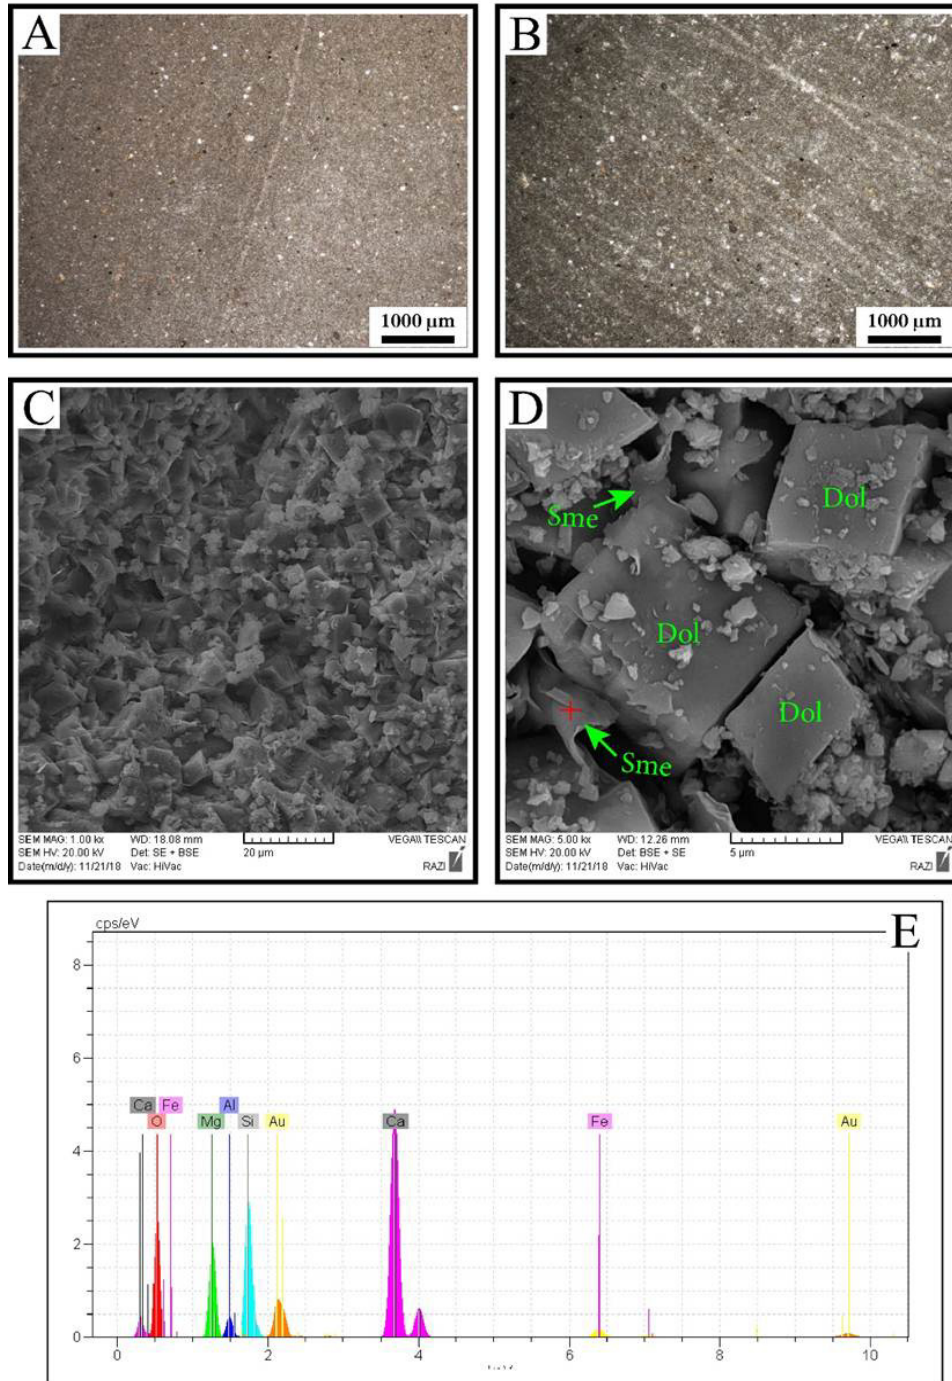 A
1000 µm
B
1000 µm
C
SEM MAG: 1.00 kx WD: 18.08 mm VEGA\\ TESCAN
SEM HV: 20.00 kV Det: SE + BSE 20 µm
Date(m/d/y): 11/21/18 Vac: HiVac RAZI
D
Dol
Sme
Dol
Dol
Sme
SEM MAG: 5.00 kx WD: 12.26 mm VEGA\\ TESCAN
SEM HV: 20.00 kV Det: BSE + SE 5 µm
Date(m/d/y): 11/21/18 Vac: HiVac RAZI
E
cps/eV
8
6
4
2
0
Ca Fe Al
O Mg Si Au Ca Fe Au
0 2 4 6 8 10